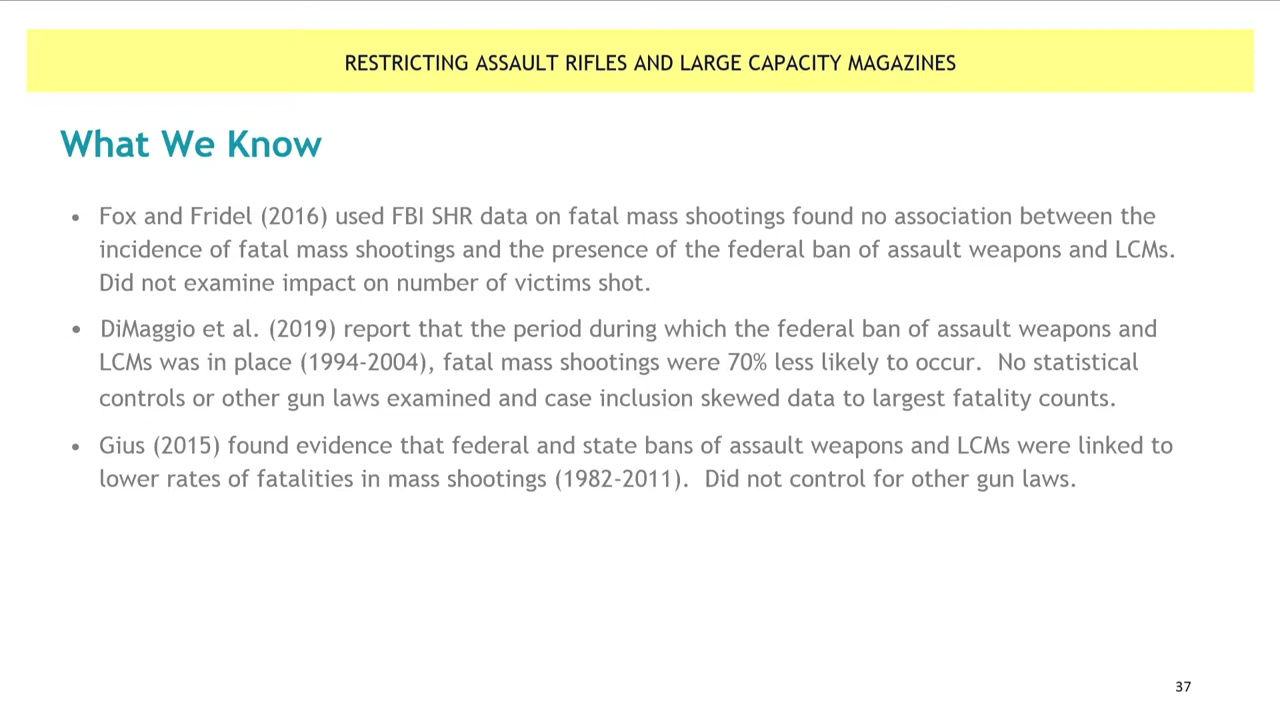 RESTRICTING ASSAULT RIFLES AND LARGE CAPACITY MAGAZINES
What We Know
• Fox and Fridel (2016) used FBI SHR data on fatal mass shootings found no association between the
incidence of fatal mass shootings and the presence of the federal ban of assault weapons and LCMs.
Did not examine impact on number of victims shot.
• DiMaggio et al. (2019) report that the period during which the federal ban of assault weapons and
LCMs was in place (1994-2004), fatal mass shootings were 70% less likely to occur.  No statistical
controls or other gun laws examined and case inclusion skewed data to largest fatality counts.
• Gius (2015) found evidence that federal and state bans of assault weapons and LCMs were linked to
lower rates of fatalities in mass shootings (1982-2011).  Did not control for other gun laws.
37